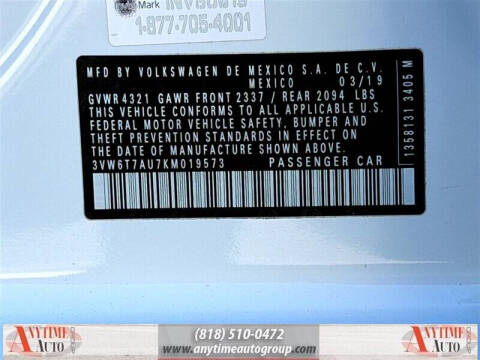 Mark
1-877-705-4001
MFD BY VOLKSWAGEN DE MEXICO S.A. DE C.V.
MEXICO 03/19
GVWR 4321 GAWR FRONT 2337 / REAR 2094 LBS
THIS VEHICLE CONFORMS TO ALL APPLICABLE U.S.
FEDERAL MOTOR VEHICLE SAFETY, BUMPER AND
THEFT PREVENTION STANDARDS IN EFFECT ON
THE DATE OF MANUFACTURE SHOWN ABOVE.
3VW6T7AU7KM019573 PASSENGER CAR
1358131 3405 M
ANYTIME
AUTO
(818) 510-0472
www.anytimeautogroup.com
ANYTIME
AUTO